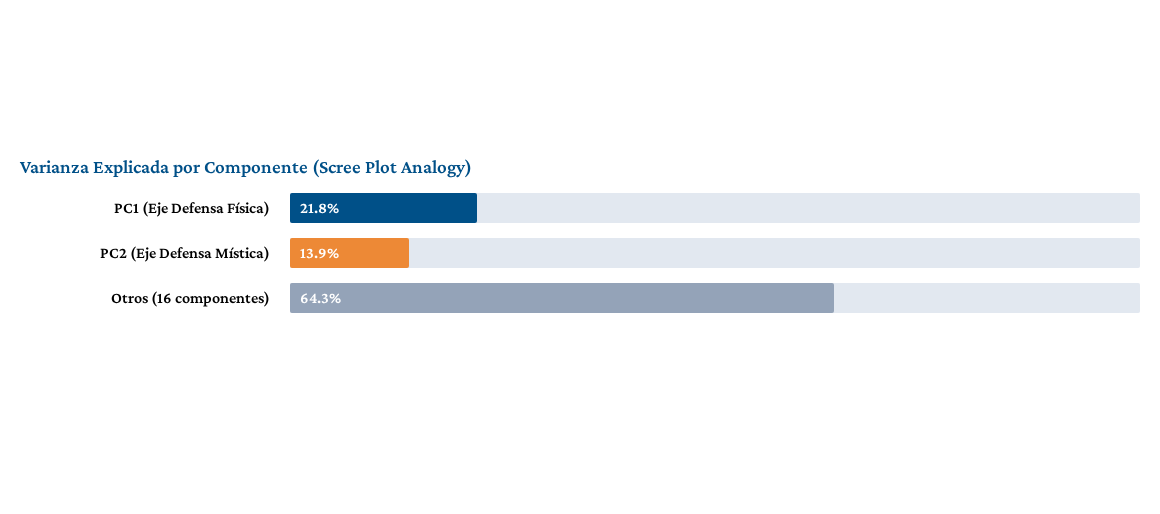 Varianza Explicada por Componente (Scree Plot Analogy)
PC1 (Eje Defensa Física) 21.8%
PC2 (Eje Defensa Mística) 13.9%
Otros (16 componentes) 64.3%